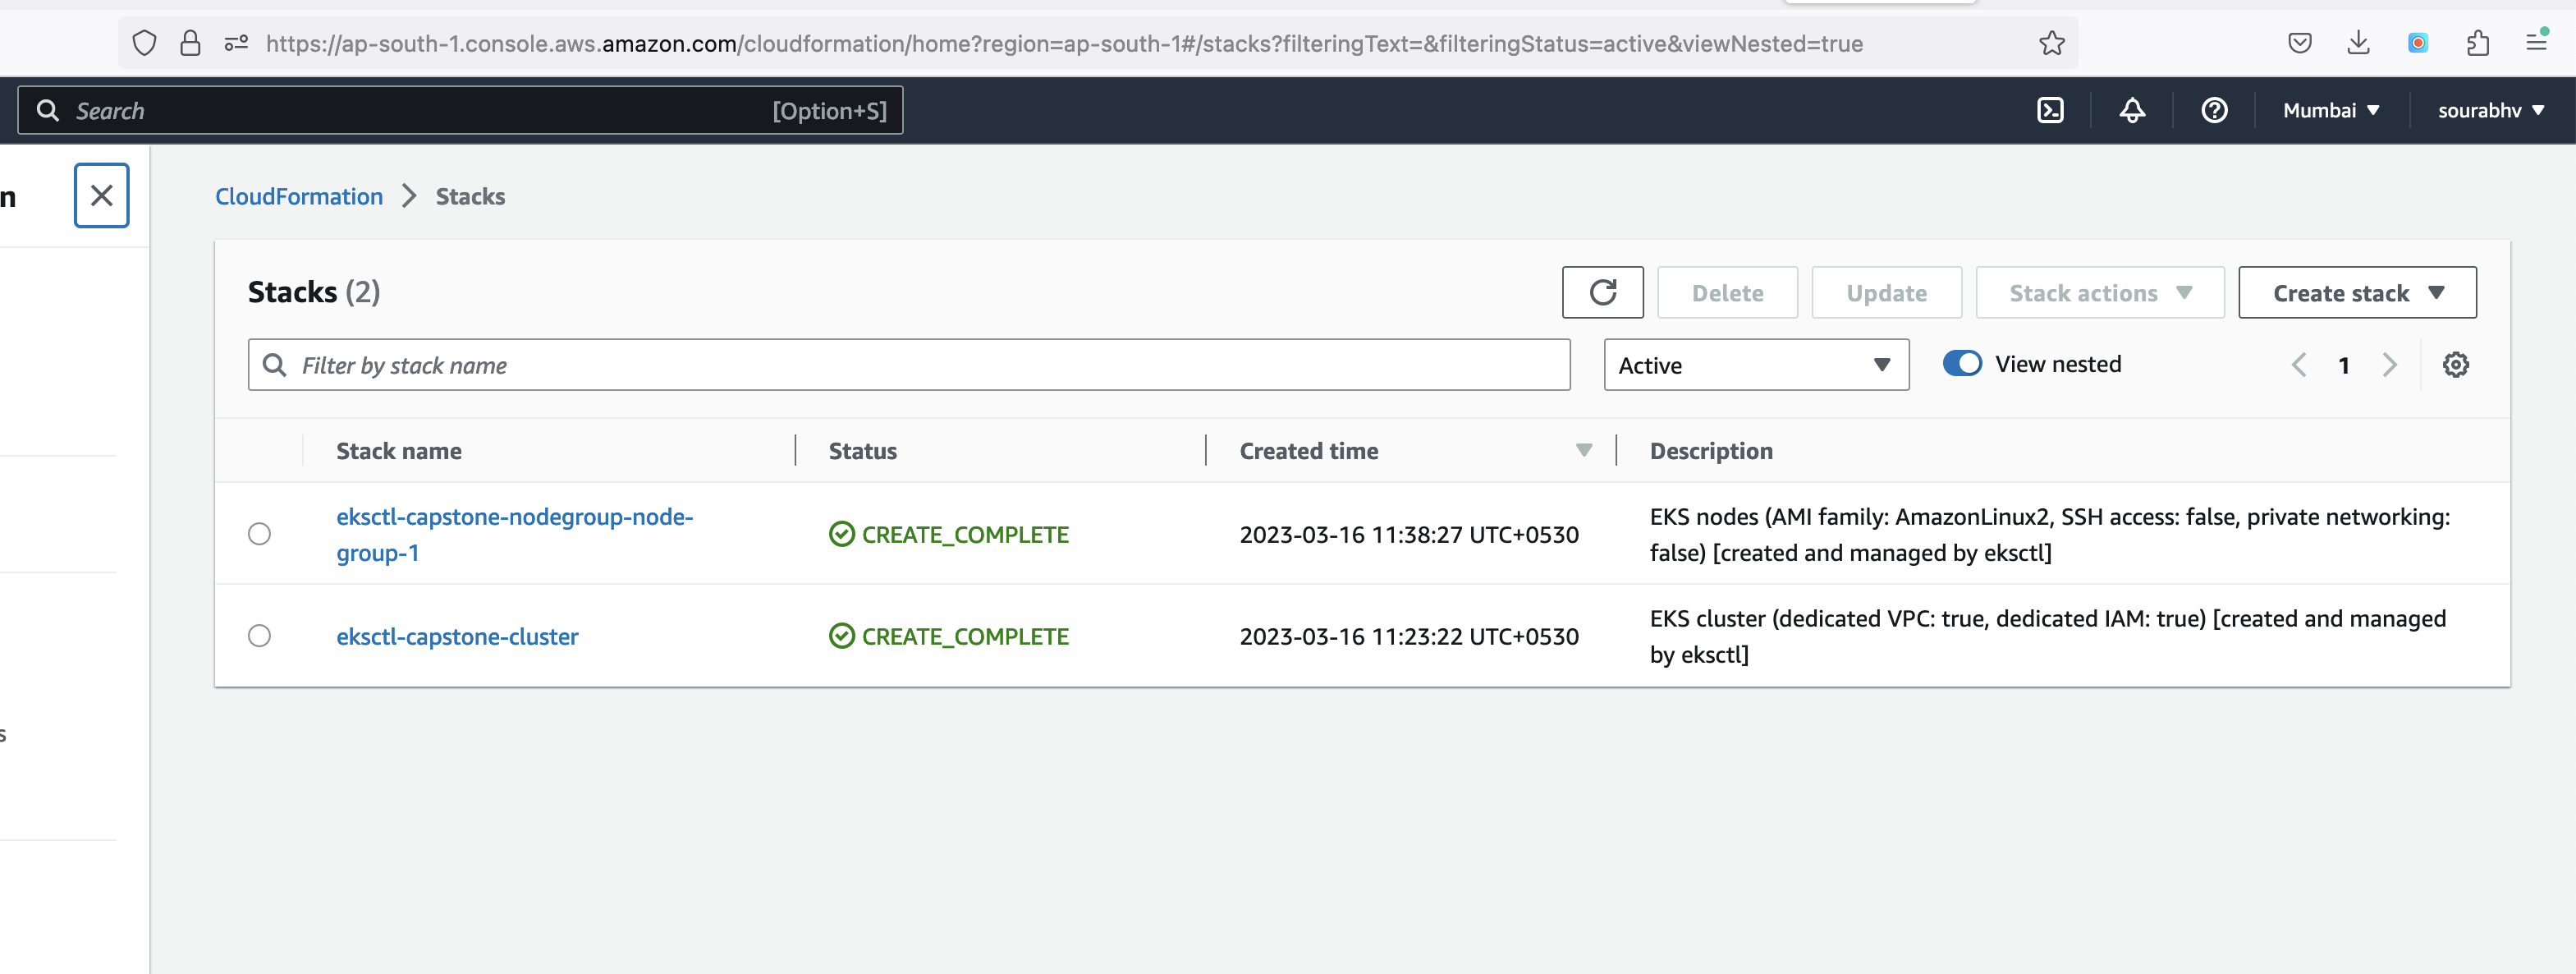 https://ap-south-1.console.aws.amazon.com/cloudformation/home?region=ap-south-1#/stacks?filteringText=&filteringStatus=active&viewNested=true
Search [Option+S] Mumbai sourabhv
n
CloudFormation Stacks
Stacks (2) Delete Update Stack actions Create stack
Filter by stack name Active View nested 1
Stack name Status Created time Description
eksctl-capstone-nodegroup-node-
group-1
CREATE_COMPLETE
2023-03-16 11:38:27 UTC+0530
EKS nodes (AMI family: AmazonLinux2, SSH access: false, private networking:
false) [created and managed by eksctl]
eksctl-capstone-cluster
CREATE_COMPLETE
2023-03-16 11:23:22 UTC+0530
EKS cluster (dedicated VPC: true, dedicated IAM: true) [created and managed
by eksctl]
s